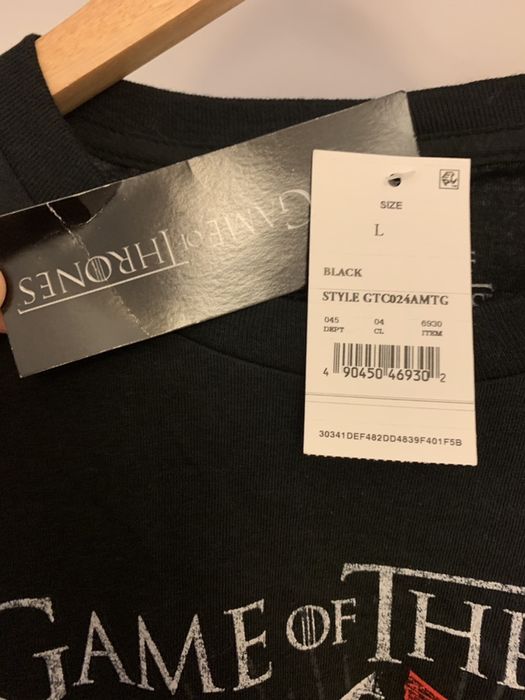 GAME OF THRONES
SIZE
L
BLACK
STYLE GTC024AMTG
045 04 6930
DEPT CL ITEM
4 90450 46930 2
30341DEF482DD4839F401F5B
GAME OF THE